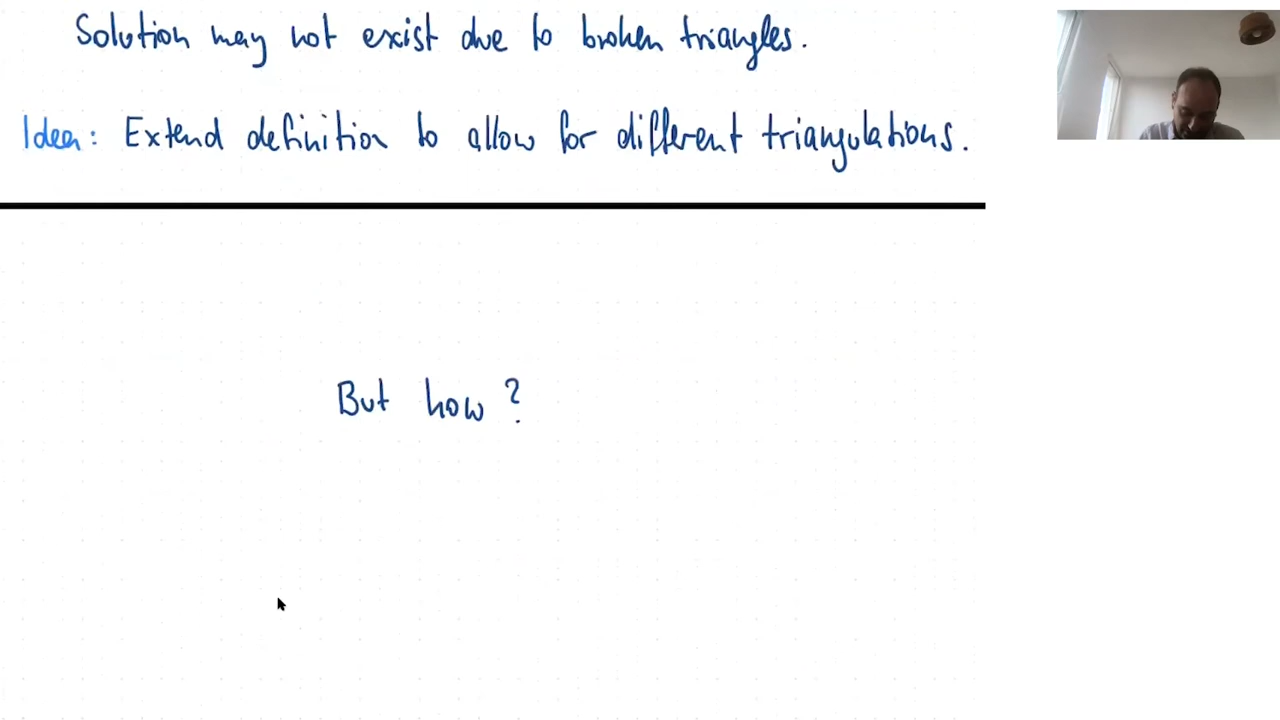 Solution may not exist due to broken triangles.
Idea: Extend definition to allow for different triangulations.
But how?